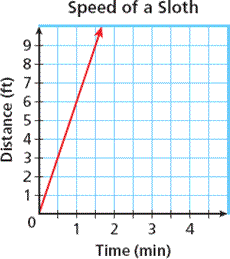 Speed of a Sloth
Distance (ft)
9
8
7
6
5
4
3
2
1
0
1 2 3 4
Time (min)